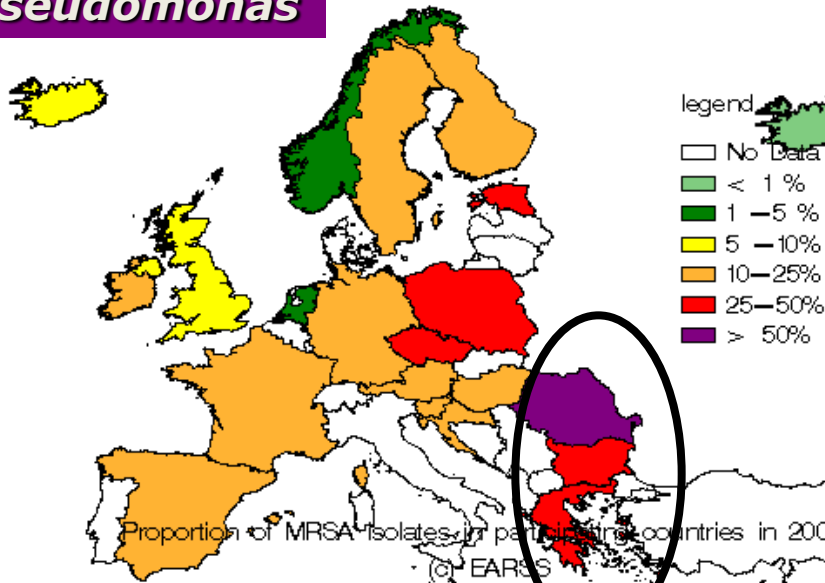 seudomonas
legend
No Data
< 1 %
1 – 5 %
5 – 10%
10–25%
25–50%
> 50%
Proportion of MRSA isolates in participating countries in 200
(c) EARSS